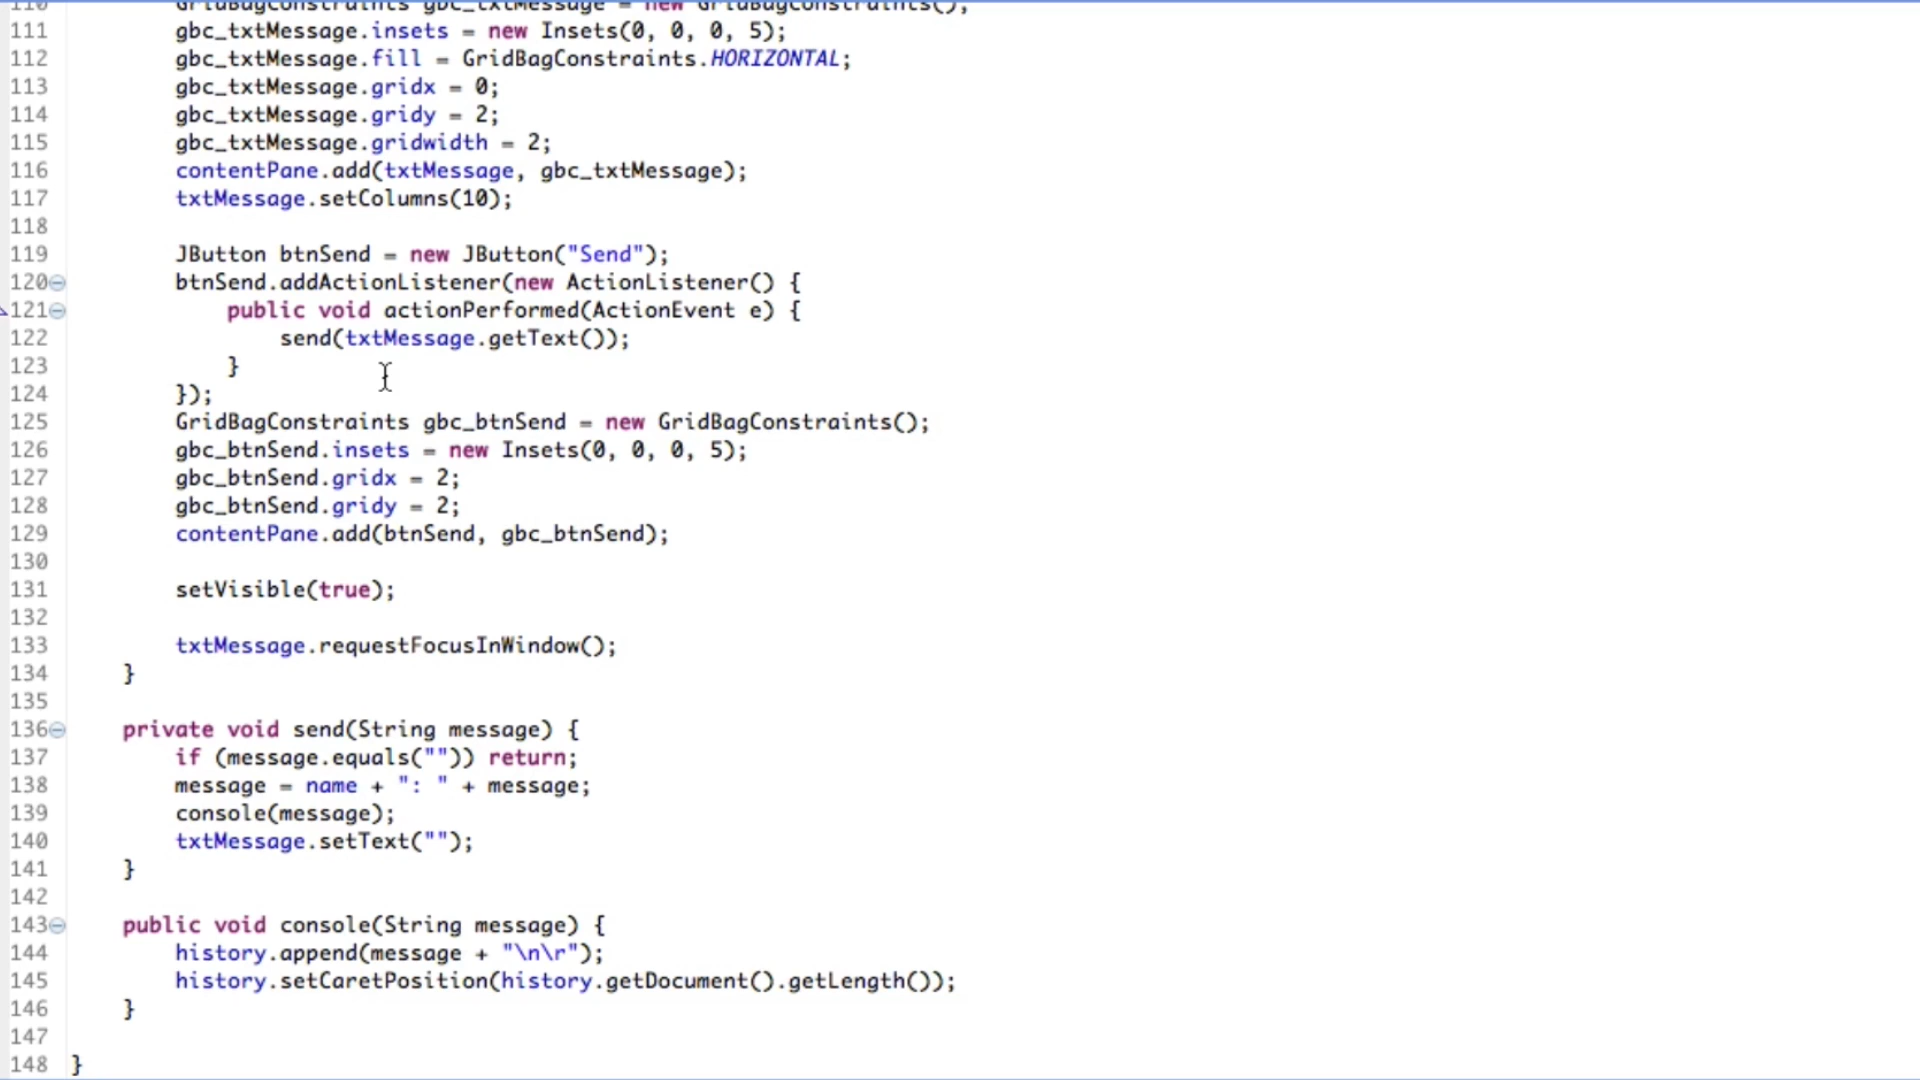 110 GridBagConstraints gbc_txtMessage = new GridBagConstraints();
111 gbc_txtMessage.insets = new Insets(0, 0, 0, 5);
112 gbc_txtMessage.fill = GridBagConstraints.HORIZONTAL;
113 gbc_txtMessage.gridx = 0;
114 gbc_txtMessage.gridy = 2;
115 gbc_txtMessage.gridwidth = 2;
116 contentPane.add(txtMessage, gbc_txtMessage);
117 txtMessage.setColumns(10);
118
119 JButton btnSend = new JButton("Send");
120 btnSend.addActionListener(new ActionListener() {
121 public void actionPerformed(ActionEvent e) {
122 send(txtMessage.getText());
123 }
124 });
125 GridBagConstraints gbc_btnSend = new GridBagConstraints();
126 gbc_btnSend.insets = new Insets(0, 0, 0, 5);
127 gbc_btnSend.gridx = 2;
128 gbc_btnSend.gridy = 2;
129 contentPane.add(btnSend, gbc_btnSend);
130
131 setVisible(true);
132
133 txtMessage.requestFocusInWindow();
134 }
135
136 private void send(String message) {
137 if (message.equals("")) return;
138 message = name + ": " + message;
139 console(message);
140 txtMessage.setText("");
141 }
142
143 public void console(String message) {
144 history.append(message + "\n\r");
145 history.setCaretPosition(history.getDocument().getLength());
146 }
147
148 }